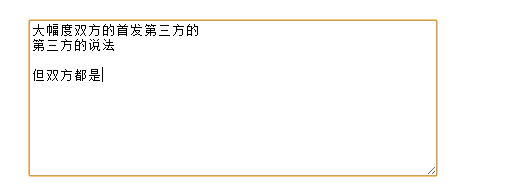 大幅度双方的首发第三方的
第三方的说法

但双方都是